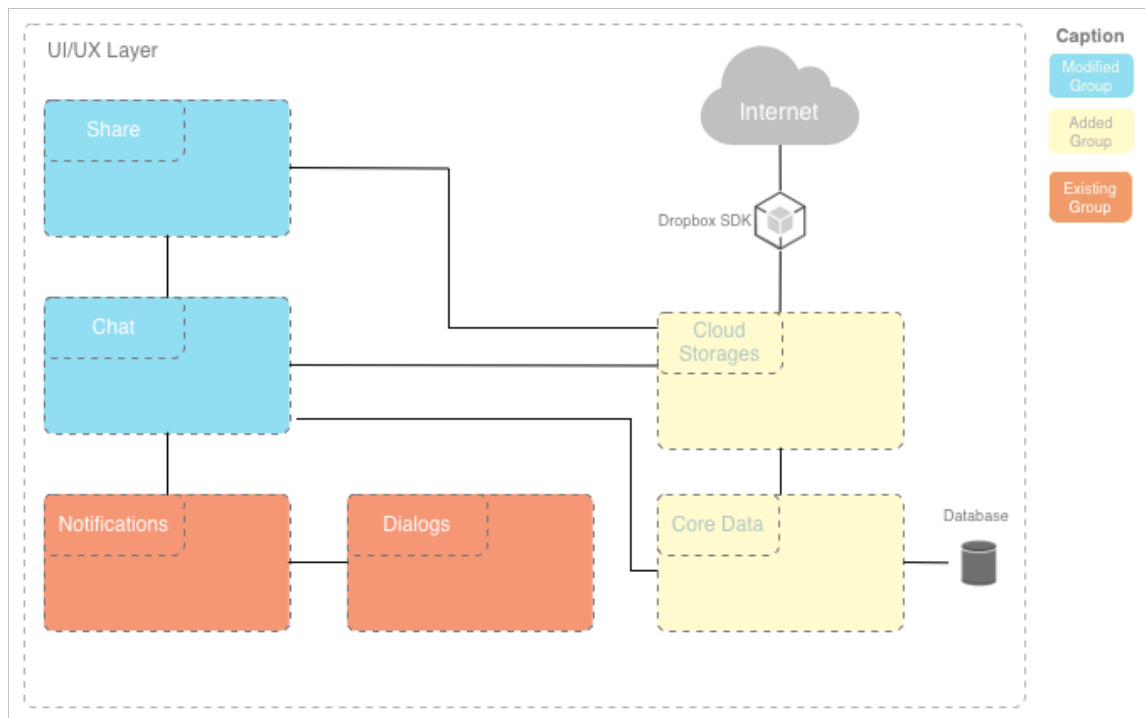 UI/UX Layer
Caption
Modified
Group
Added
Group
Existing
Group
Share
Internet
Dropbox SDK
Chat
Cloud
Storages
Notifications
Dialogs
Core Data
Database